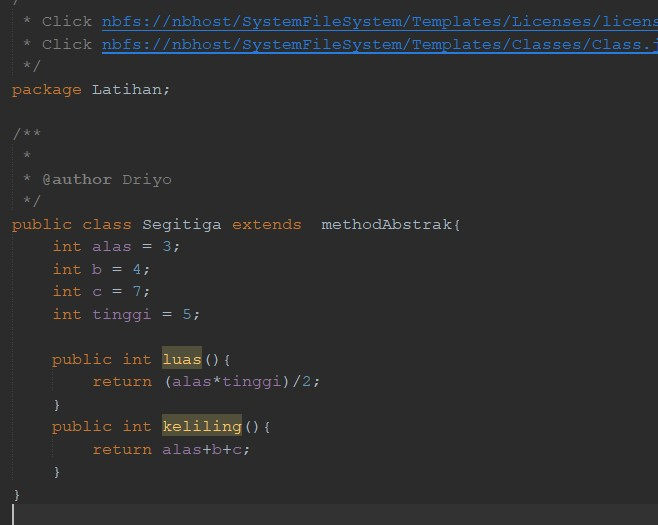 /
* Click nbfs://nbhost/SystemFileSystem/Templates/Licenses/licens
* Click nbfs://nbhost/SystemFileSystem/Templates/Classes/Class.j
*/
package Latihan;
/**
*
* @author Driyo
*/
public class Segitiga extends  methodAbstrak{
    int alas = 3;
    int b = 4;
    int c = 7;
    int tinggi = 5;
    public int luas(){
        return (alas*tinggi)/2;
    }
    public int keliling(){
        return alas+b+c;
    }
}